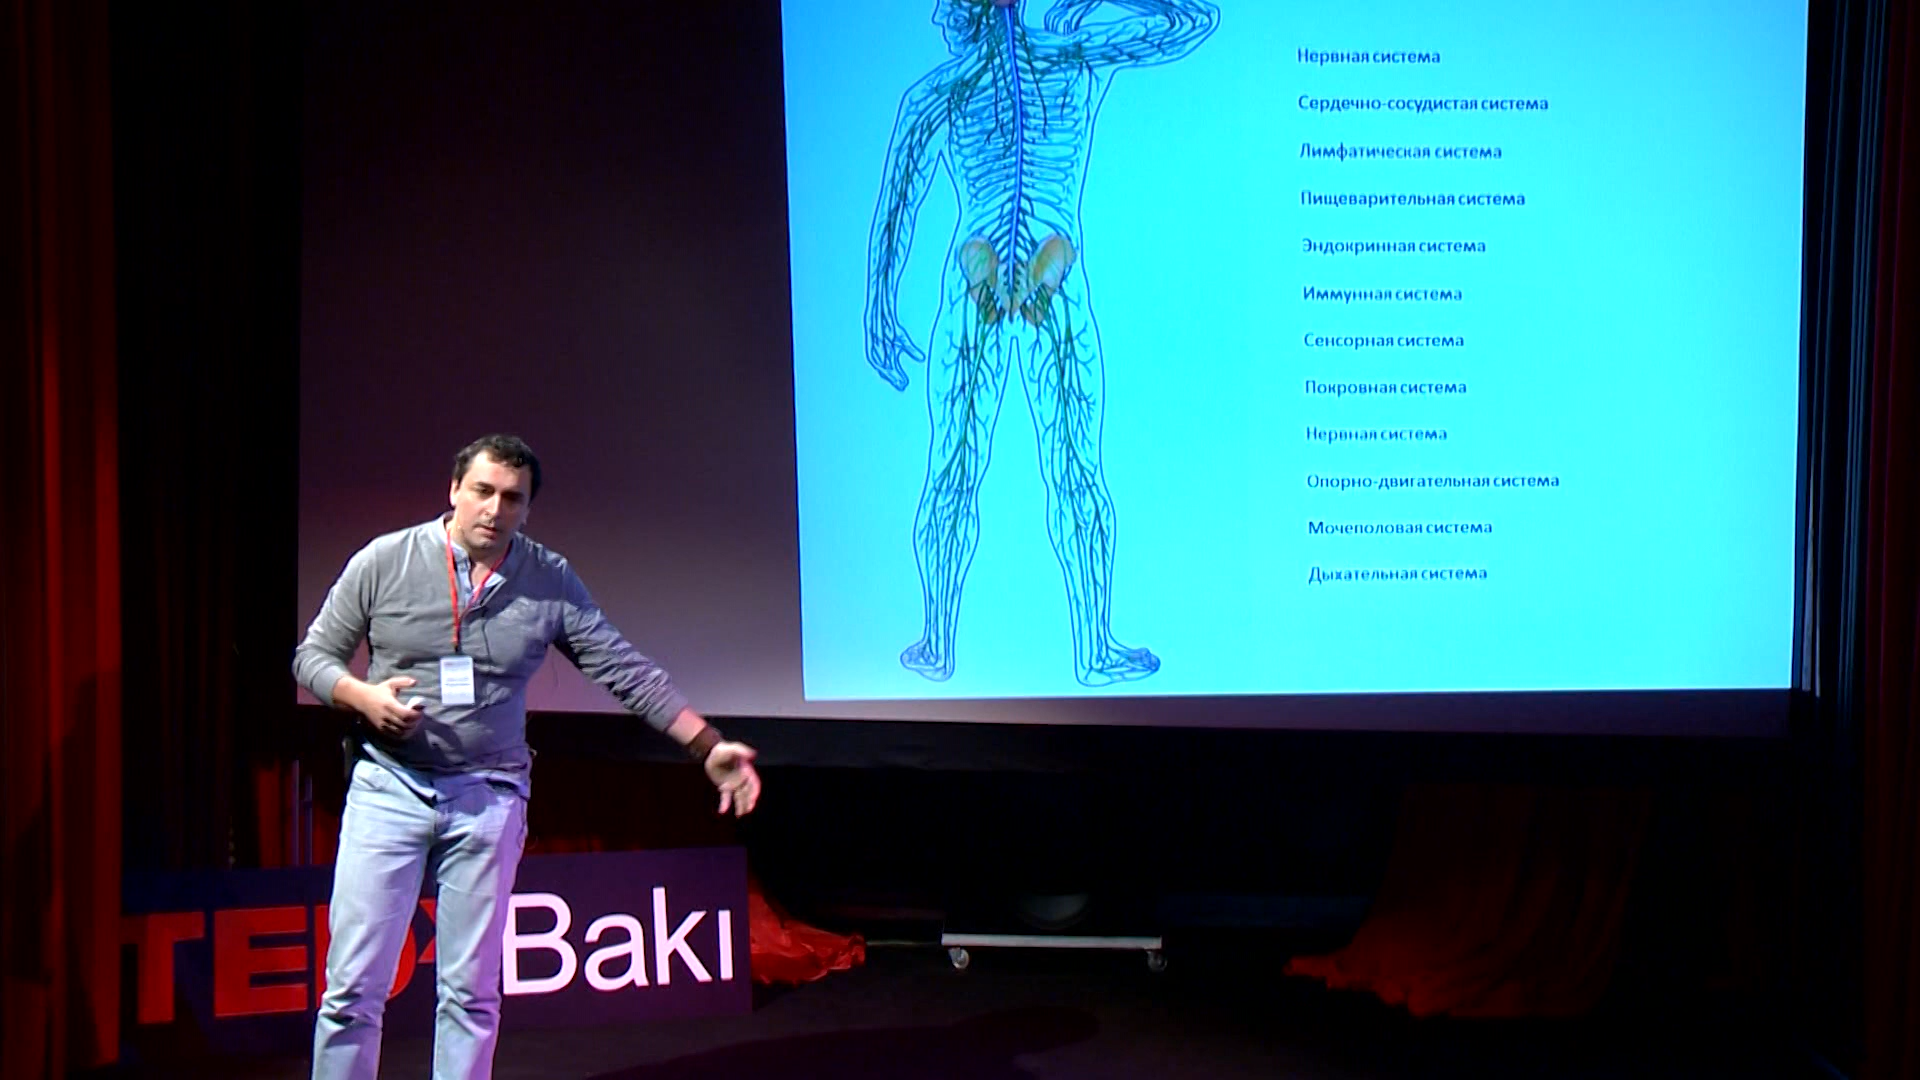 Нервная система
Сердечно-сосудистая система
Лимфатическая система
Пищеварительная система
Эндокринная система
Иммунная система
Сенсорная система
Покровная система
Нервная система
Опорно-двигательная система
Мочеполовая система
Дыхательная система
TEDx Bakı